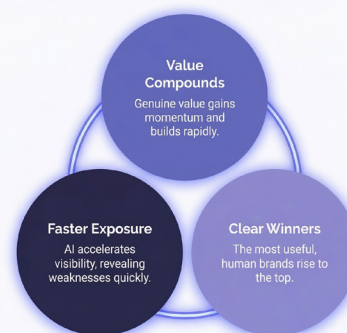 Value
Compounds
Genuine value gains
momentum and
builds rapidly.
Faster Exposure
AI accelerates
visibility, revealing
weaknesses quickly.
Clear Winners
The most useful,
human brands rise to
the top.